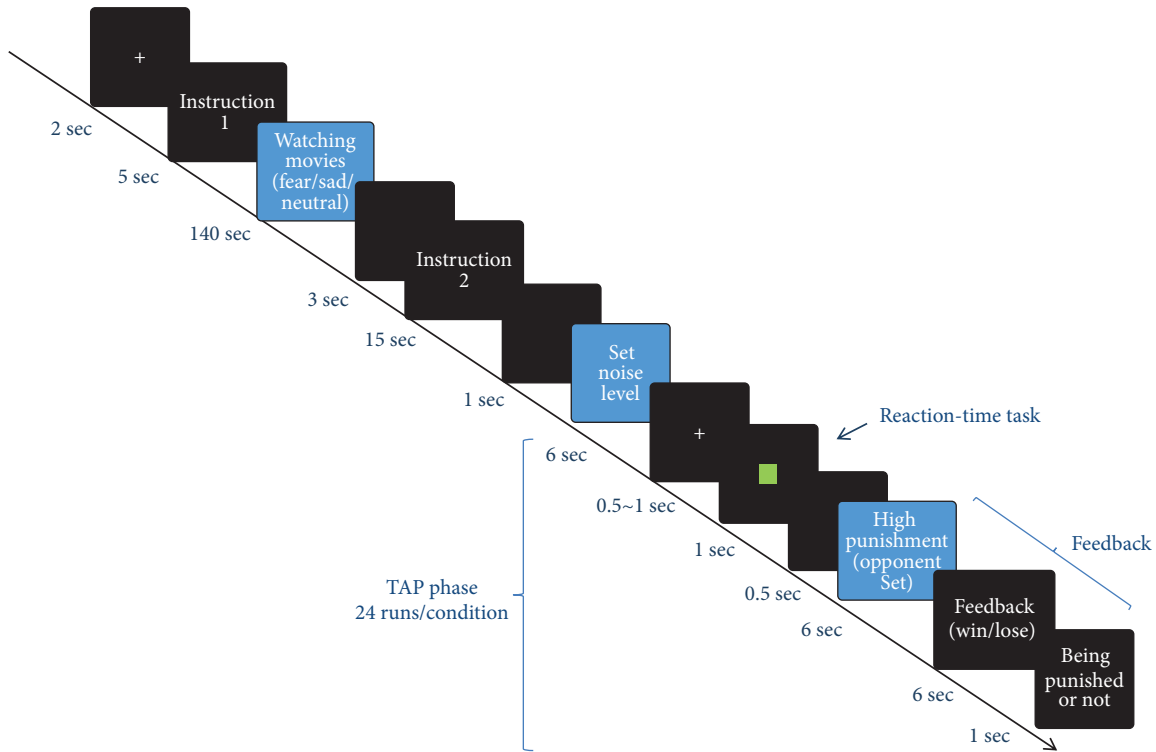 +
Instruction
1
2 sec
Watching
movies
(fear/sad/
neutral)
5 sec
140 sec
Instruction
2
3 sec
15 sec
Set
noise
level
1 sec
+
Reaction-time task
6 sec
0.5~1 sec
High
punishment
(opponent
Set)
1 sec
Feedback
TAP phase
24 runs/condition
0.5 sec
Feedback
(win/lose)
6 sec
Being
punished
or not
6 sec
1 sec